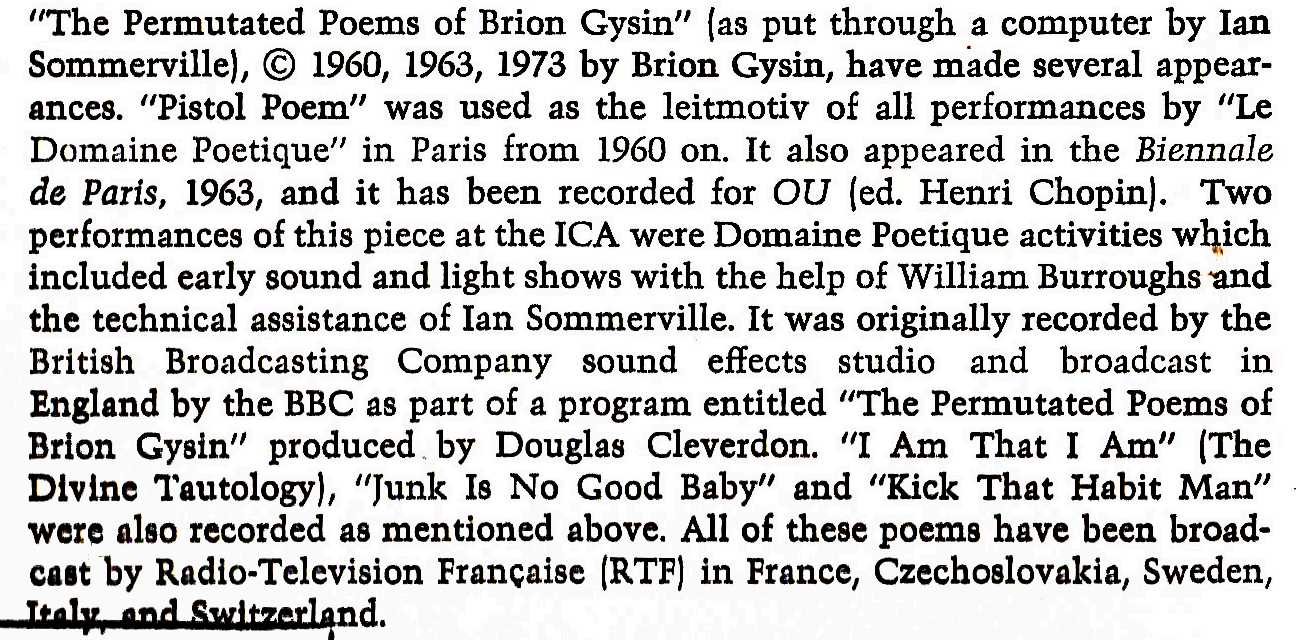 “The Permutated Poems of Brion Gysin” (as put through a computer by Ian
Sommerville), © 1960, 1963, 1973 by Brion Gysin, have made several appear-
ances. “Pistol Poem” was used as the leitmotiv of all performances by “Le
Domaine Poetique” in Paris from 1960 on. It also appeared in the Biennale
de Paris, 1963, and it has been recorded for OU (ed. Henri Chopin). Two
performances of this piece at the ICA were Domaine Poetique activities which
included early sound and light shows with the help of William Burroughs and
the technical assistance of Ian Sommerville. It was originally recorded by the
British Broadcasting Company sound effects studio and broadcast in
England by the BBC as part of a program entitled “The Permutated Poems of
Brion Gysin” produced by Douglas Cleverdon. “I Am That I Am” (The
Divine Tautology), “Junk Is No Good Baby” and “Kick That Habit Man”
were also recorded as mentioned above. All of these poems have been broad-
cast by Radio-Television Française (RTF) in France, Czechoslovakia, Sweden,
Italy, and Switzerland.